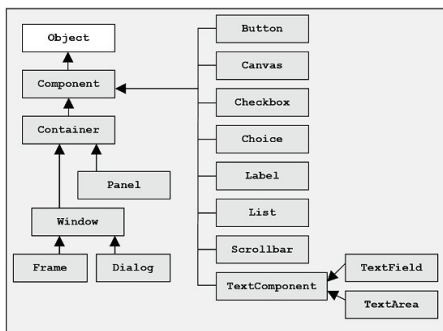 Object
Component
Container
Panel
Window
Frame
Dialog
Button
Canvas
Checkbox
Choice
Label
List
Scrollbar
TextComponent
TextField
TextArea